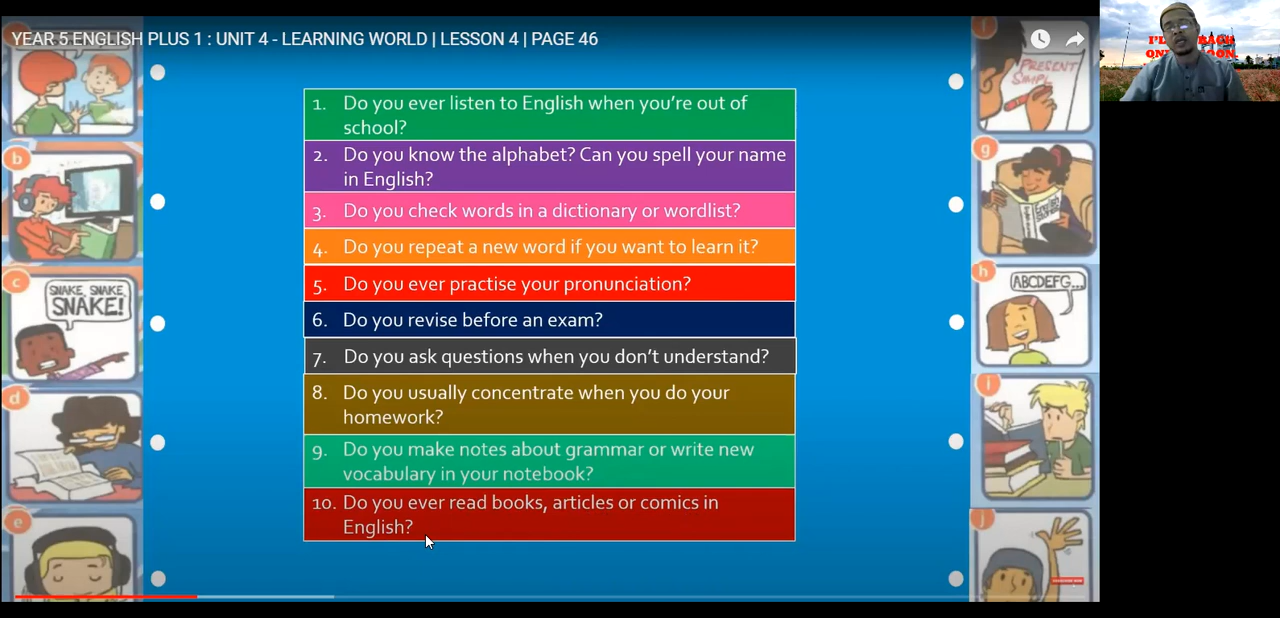 YEAR 5 ENGLISH PLUS 1 : UNIT 4 - LEARNING WORLD | LESSON 4 | PAGE 46
1. Do you ever listen to English when you're out of
school?
2. Do you know the alphabet? Can you spell your name
in English?
3. Do you check words in a dictionary or wordlist?
4. Do you repeat a new word if you want to learn it?
5. Do you ever practise your pronunciation?
6. Do you revise before an exam?
7. Do you ask questions when you don't understand?
8. Do you usually concentrate when you do your
homework?
9. Do you make notes about grammar or write new
vocabulary in your notebook?
10. Do you ever read books, articles or comics in
English?
b
c
SNAKE, SNAKE,
SNAKE!
d
e
f
PRESENT
SIMPL
g
h
ABCDEFG...
i
j